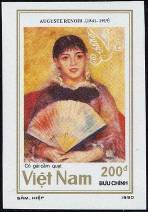 AUGUSTE RENOIR (1841-1919)
Cô gái cầm quạt
200đ
Việt Nam
BƯU CHÍNH
1990